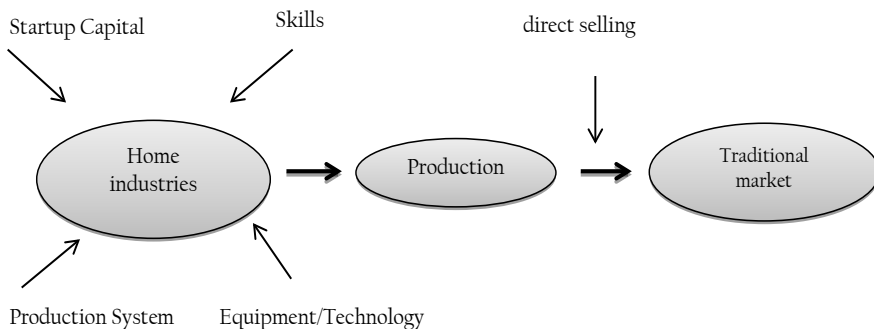 Startup Capital
Skills
direct selling
Home
industries
Production
Traditional
market
Production System
Equipment/Technology